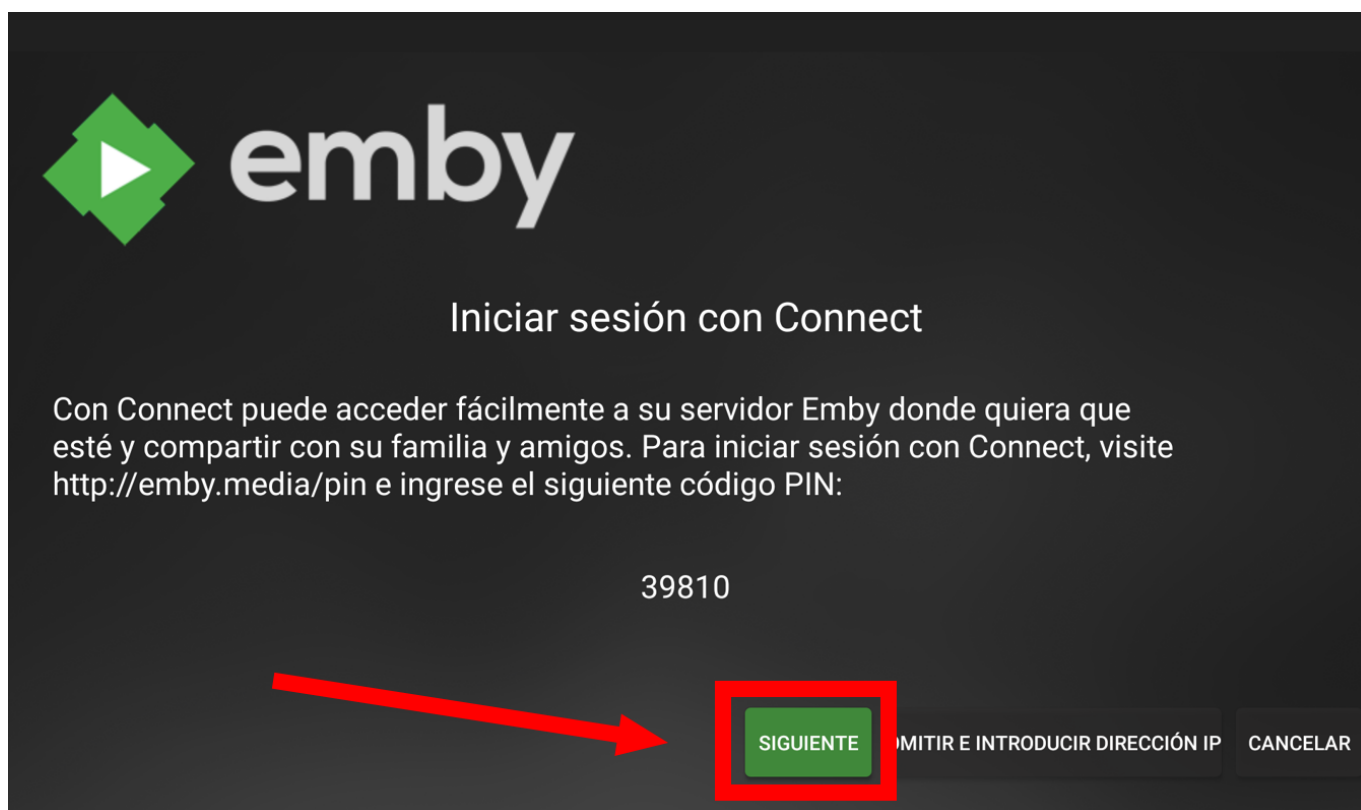 emby
Iniciar sesión con Connect
Con Connect puede acceder fácilmente a su servidor Emby donde quiera que
esté y compartir con su familia y amigos. Para iniciar sesión con Connect, visite
http://emby.media/pin e ingrese el siguiente código PIN:
39810
SIGUIENTE OMITIR E INTRODUCIR DIRECCIÓN IP CANCELAR